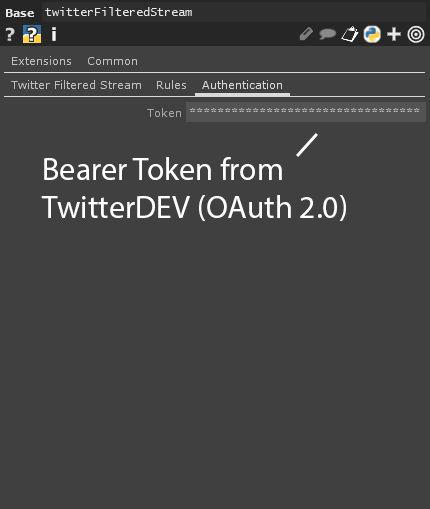 Base twitterFilteredStream
? ? i
Extensions Common
Twitter Filtered Stream Rules Authentication
Token *********************************
Bearer Token from
TwitterDEV (OAuth 2.0)